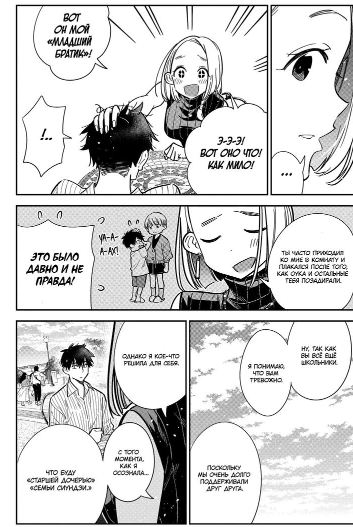 ...
Э-Э-Э!
ВОТ ОНО ЧТО!
КАК МИЛО!
ВОТ
ОН МОЙ
«МЛАДШИЙ
БРАТИК»!
!..
ТЫ ЧАСТО ПРИХОДИЛ
КО МНЕ В КОМНАТУ И
ПЛАКАЛСЯ ПОСЛЕ ТОГО,
КАК ОУКА И ОСТАЛЬНЫЕ
ТЕБЯ ПОЗАДИРАЛИ.
УА-А-
А-АХ!
ЭТО БЫЛО
ДАВНО И НЕ
ПРАВДА!
НУ, ТАК КАК
ВЫ ВСЁ ЕЩЁ
ШКОЛЬНИКИ...
Я ПОНИМАЮ,
ЧТО ВАМ
ТРЕВОЖНО.
ПОСКОЛЬКУ
МЫ ОЧЕНЬ ДОЛГО
ПОДДЕРЖИВАЛИ
ДРУГ ДРУГА.
ОДНАКО Я КОЕ-ЧТО
РЕШИЛА ДЛЯ СЕБЯ.
С ТОГО
МОМЕНТА,
КАК Я
ОСОЗНАЛА...
ЧТО БУДУ
«СТАРШЕЙ ДОЧЕРЬЮ»
«СЕМЬИ СИУНДЗИ.»